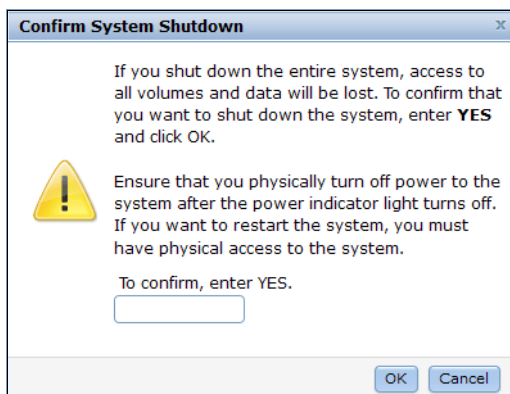 Confirm System Shutdown
x
If you shut down the entire system, access to
all volumes and data will be lost. To confirm that
you want to shut down the system, enter YES
and click OK.
Ensure that you physically turn off power to the
system after the power indicator light turns off.
If you want to restart the system, you must
have physical access to the system.
To confirm, enter YES.
OK
Cancel